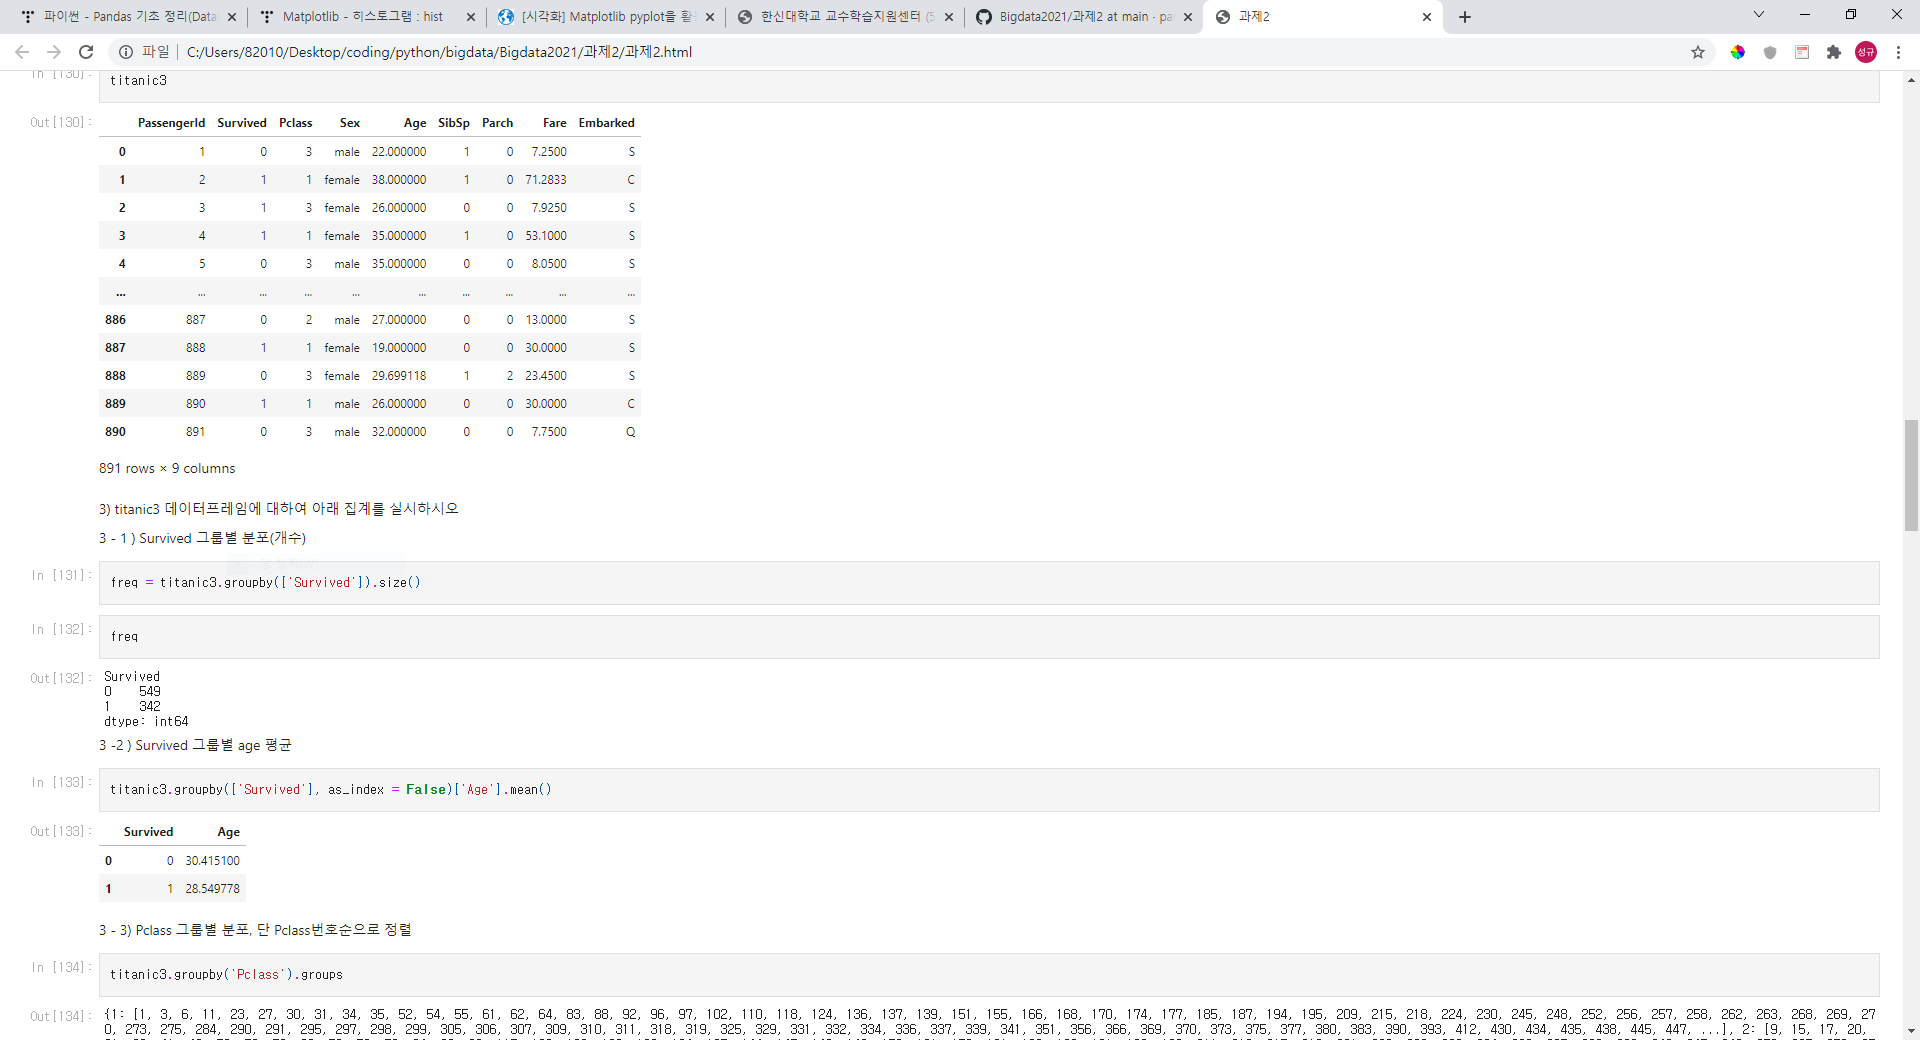 파이썬 - Pandas 기초 정리(Data
Matplotlib - 히스토그램 : hist
[시각화] Matplotlib pyplot을 활
한신대학교 교수학습지원센터 (5
Bigdata2021/과제2 at main · pa
과제2
파일 C:/Users/82010/Desktop/coding/python/bigdata/Bigdata2021/과제2/과제2.html
성규
In [130]:
titanic3
Out[130]:
PassengerId Survived Pclass Sex Age SibSp Parch Fare Embarked
0 1 0 3 male 22.000000 1 0 7.2500 S
1 2 1 1 female 38.000000 1 0 71.2833 C
2 3 1 3 female 26.000000 0 0 7.9250 S
3 4 1 1 female 35.000000 1 0 53.1000 S
4 5 0 3 male 35.000000 0 0 8.0500 S
... ... ... ... ... ... ... ... ... ...
886 887 0 2 male 27.000000 0 0 13.0000 S
887 888 1 1 female 19.000000 0 0 30.0000 S
888 889 0 3 female 29.699118 1 2 23.4500 S
889 890 1 1 male 26.000000 0 0 30.0000 C
890 891 0 3 male 32.000000 0 0 7.7500 Q
891 rows × 9 columns
3) titanic3 데이터프레임에 대하여 아래 집계를 실시하시오
3 - 1 ) Survived 그룹별 분포(개수)
In [131]:
freq = titanic3.groupby(['Survived']).size()
In [132]:
freq
Out[132]:
Survived
0 549
1 342
dtype: int64
3 -2 ) Survived 그룹별 age 평균
In [133]:
titanic3.groupby(['Survived'], as_index = False)['Age'].mean()
Out[133]:
Survived Age
0 0 30.415100
1 1 28.549778
3 - 3) Pclass 그룹별 분포, 단 Pclass번호순으로 정렬
In [134]:
titanic3.groupby('Pclass').groups
Out[134]:
{1: [1, 3, 6, 11, 23, 27, 30, 31, 34, 35, 52, 54, 55, 61, 62, 64, 83, 88, 92, 96, 97, 102, 110, 118, 124, 136, 137, 139, 151, 155, 166, 168, 170, 174, 177, 185, 187, 194, 195, 209, 215, 218, 224, 230, 245, 248, 252, 256, 257, 258, 262, 263, 268, 269, 27
0, 273, 275, 284, 290, 291, 295, 297, 298, 299, 305, 306, 307, 309, 310, 311, 318, 319, 325, 329, 331, 332, 334, 336, 337, 339, 341, 351, 356, 366, 369, 370, 373, 375, 377, 380, 383, 390, 393, 412, 430, 434, 435, 438, 445, 447, ...], 2: [9, 15, 17, 20,